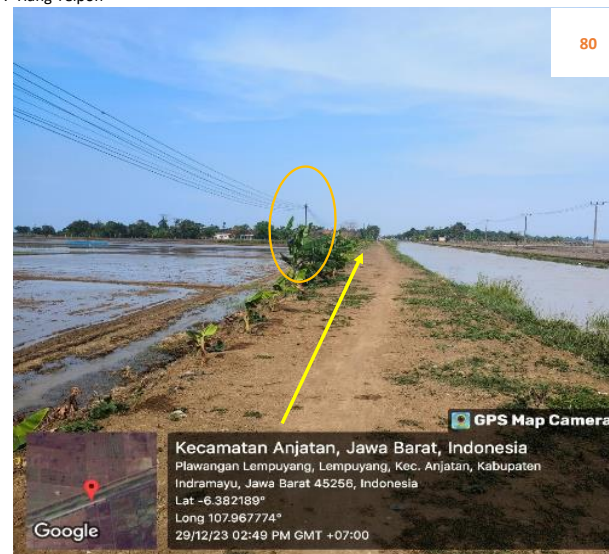 80
GPS Map Camera
Kecamatan Anjatan, Jawa Barat, Indonesia
Plawangan Lempuyang, Lempuyang, Kec. Anjatan, Kabupaten
Indramayu, Jawa Barat 45256, Indonesia
Lat -6.382189°
Long 107.967774°
29/12/23 02:49 PM GMT +07:00
Google